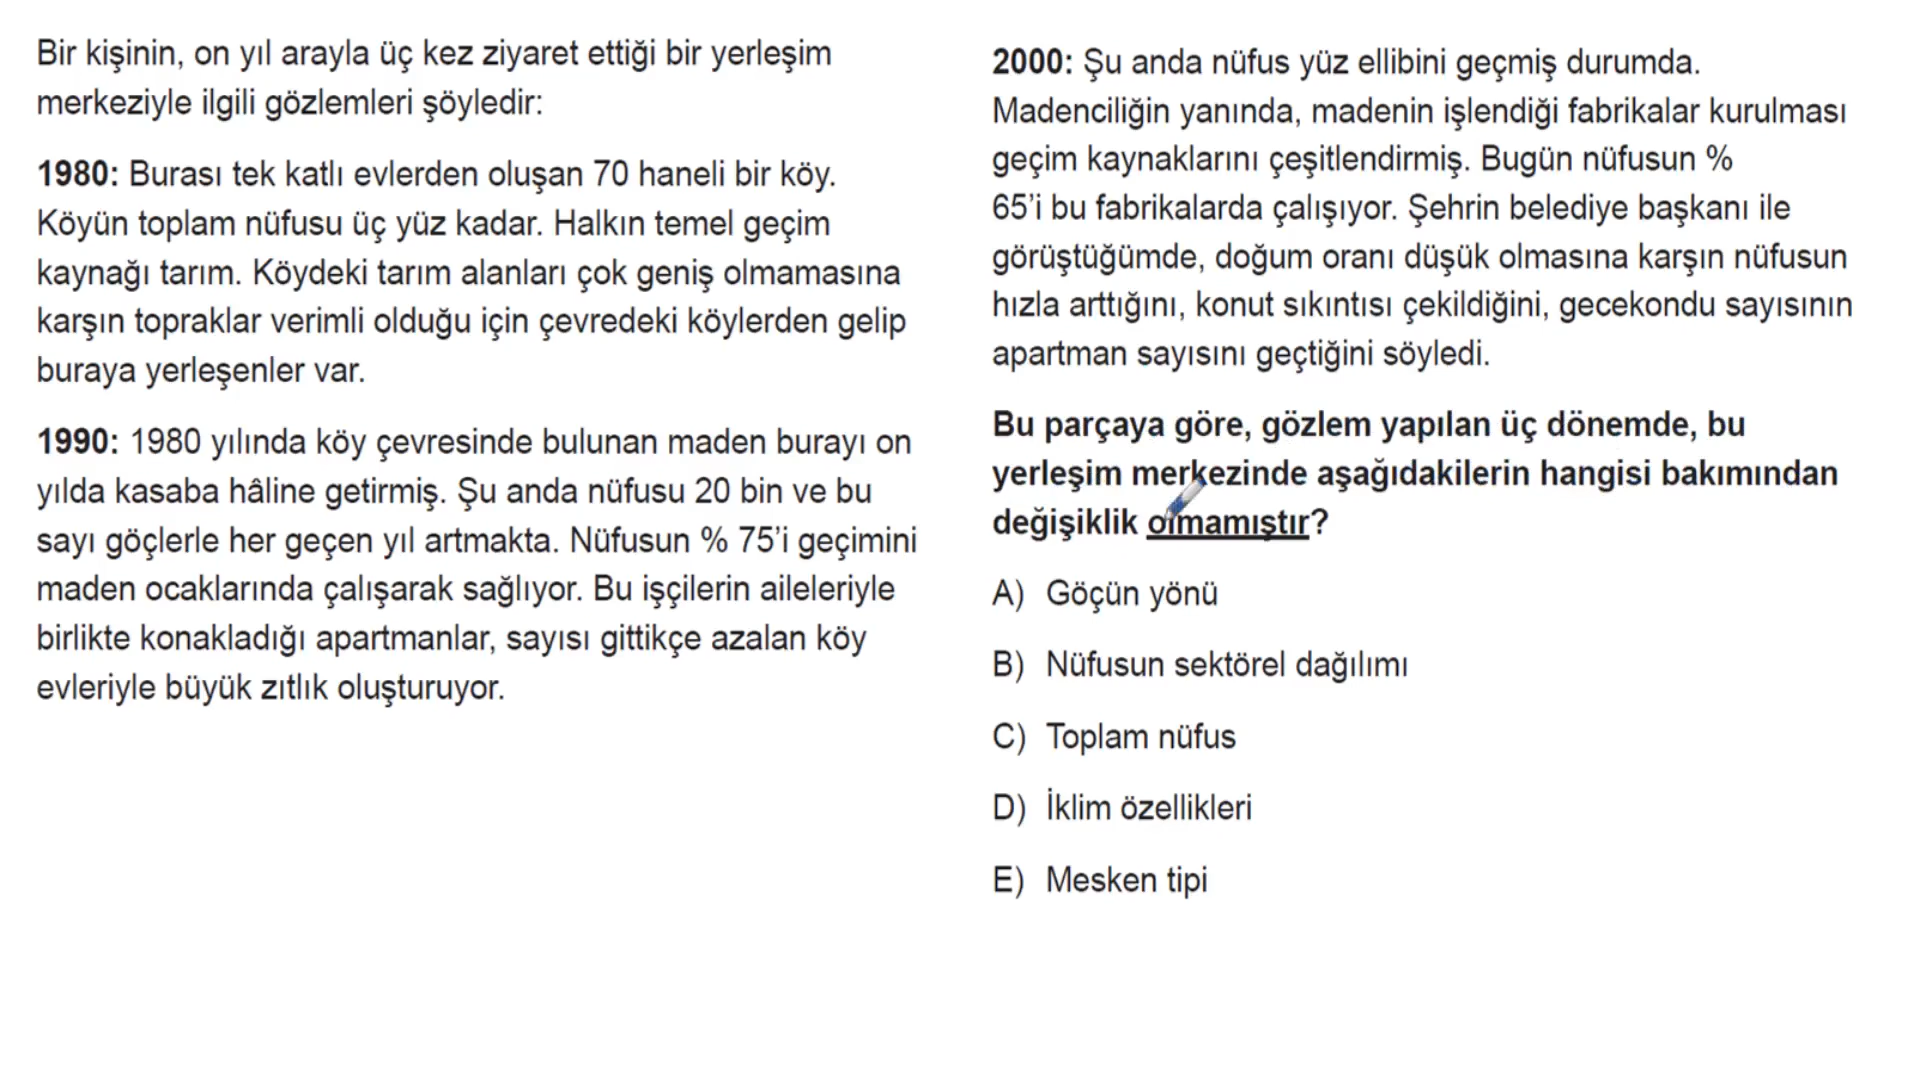 Bir kişinin, on yıl arayla üç kez ziyaret ettiği bir yerleşim
merkeziyle ilgili gözlemleri şöyledir:
1980: Burası tek katlı evlerden oluşan 70 haneli bir köy.
Köyün toplam nüfusu üç yüz kadar. Halkın temel geçim
kaynağı tarım. Köydeki tarım alanları çok geniş olmamasına
karşın topraklar verimli olduğu için çevredeki köylerden gelip
buraya yerleşenler var.
1990: 1980 yılında köy çevresinde bulunan maden burayı on
yılda kasaba hâline getirmiş. Şu anda nüfusu 20 bin ve bu
sayı göçlerle her geçen yıl artmakta. Nüfusun % 75’i geçimini
maden ocaklarında çalışarak sağlıyor. Bu işçilerin aileleriyle
birlikte konakladığı apartmanlar, sayısı gittikçe azalan köy
evleriyle büyük zıtlık oluşturuyor.
2000: Şu anda nüfus yüz ellibini geçmiş durumda.
Madenciliğin yanında, madenin işlendiği fabrikalar kurulması
geçim kaynaklarını çeşitlendirmiş. Bugün nüfusun %
65’i bu fabrikalarda çalışıyor. Şehrin belediye başkanı ile
görüştüğümde, doğum oranı düşük olmasına karşın nüfusun
hızla arttığını, konut sıkıntısı çekildiğini, gecekondu sayısının
apartman sayısını geçtiğini söyledi.
Bu parçaya göre, gözlem yapılan üç dönemde, bu
yerleşim merkezinde aşağıdakilerin hangisi bakımından
değişiklik olmamıştır?
A) Göçün yönü
B) Nüfusun sektörel dağılımı
C) Toplam nüfus
D) İklim özellikleri
E) Mesken tipi